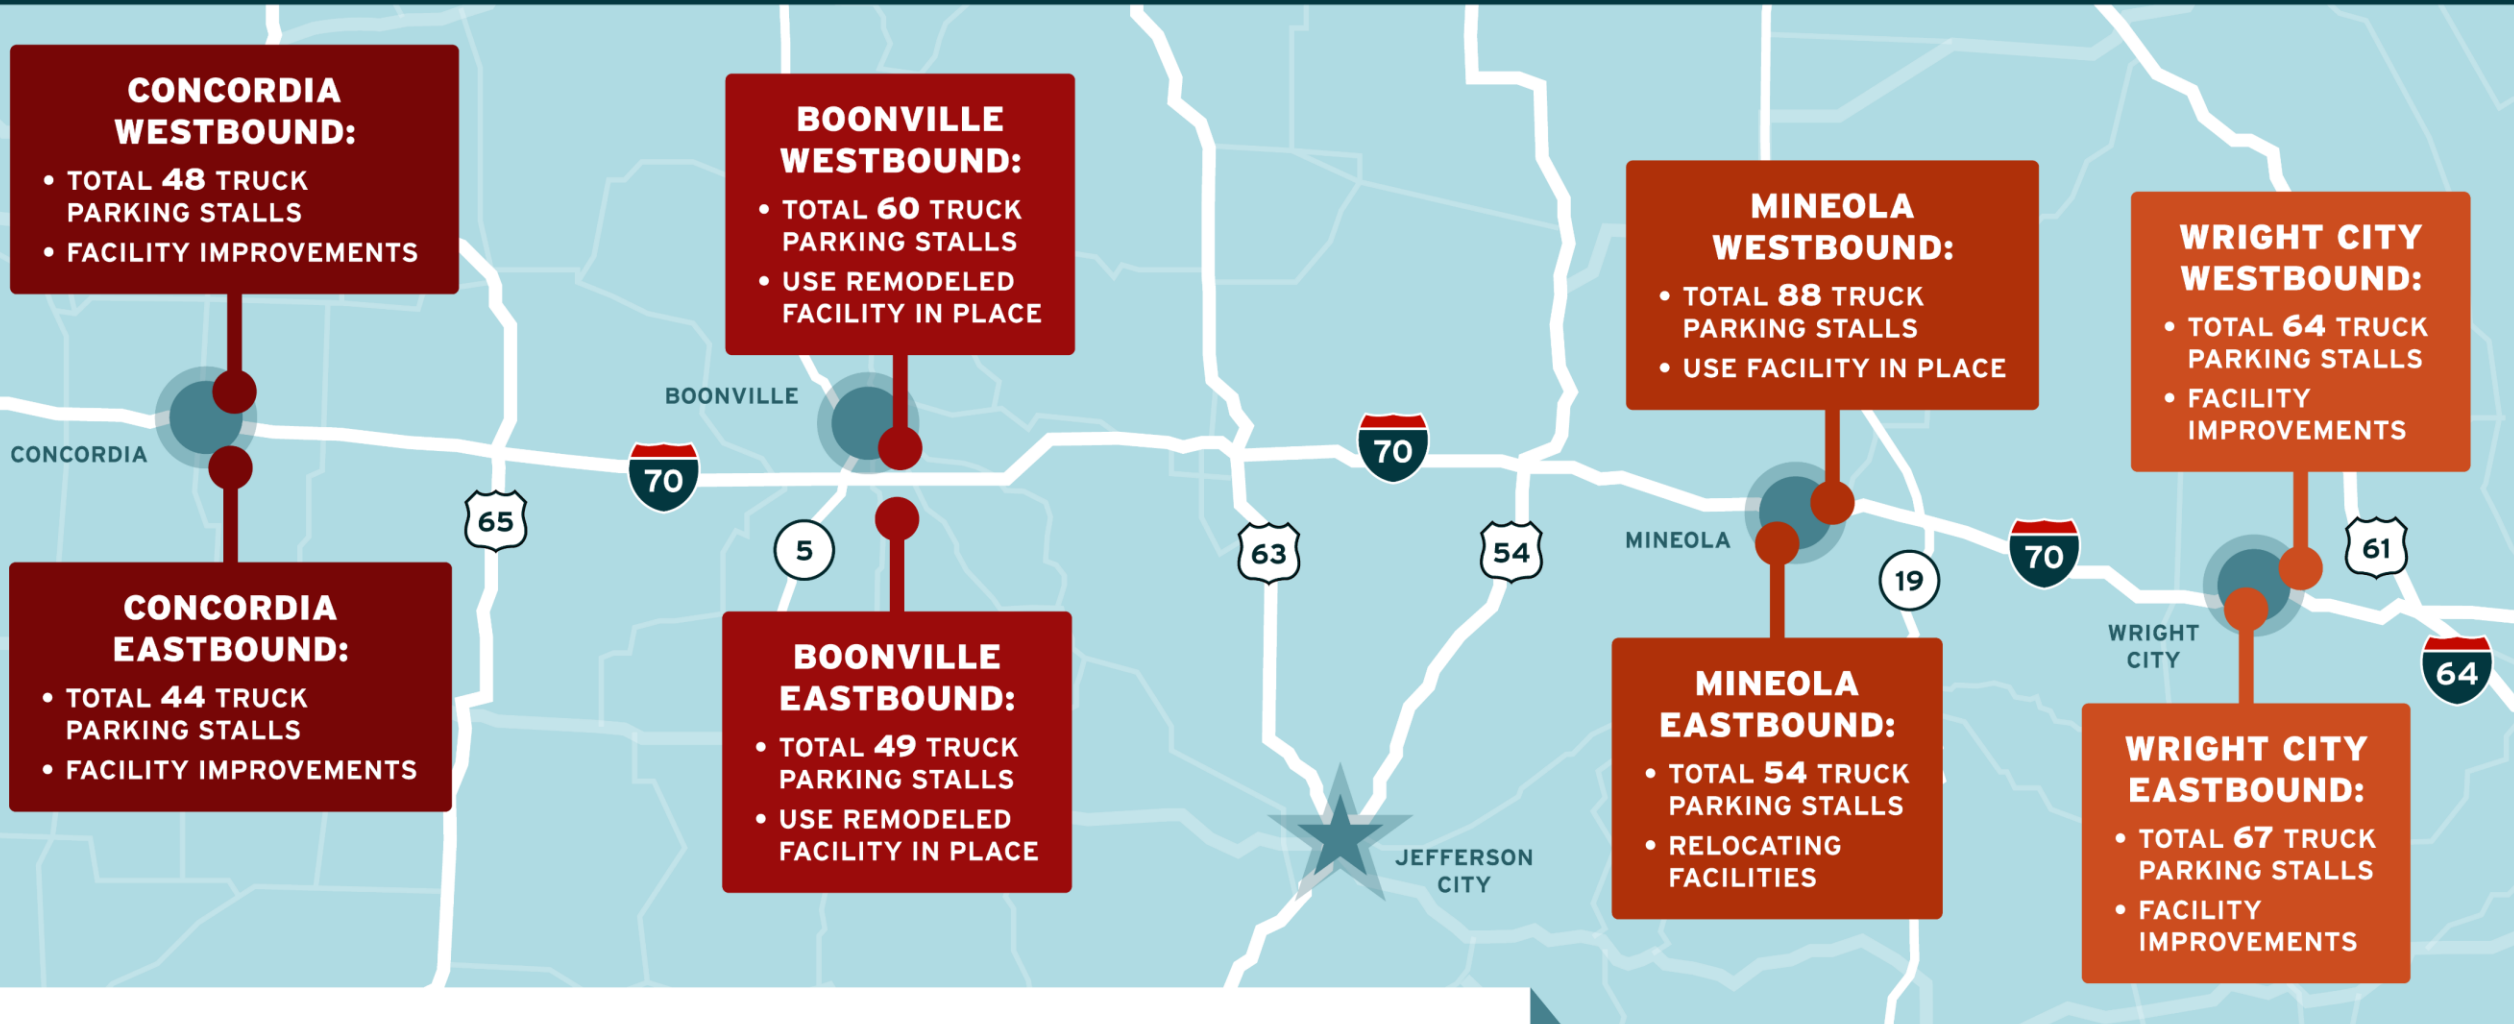 CONCORDIA
WESTBOUND:
• TOTAL 48 TRUCK
PARKING STALLS
• FACILITY IMPROVEMENTS
BOONVILLE
WESTBOUND:
• TOTAL 60 TRUCK
PARKING STALLS
• USE REMODELED
FACILITY IN PLACE
MINEOLA
WESTBOUND:
• TOTAL 88 TRUCK
PARKING STALLS
• USE FACILITY IN PLACE
WRIGHT CITY
WESTBOUND:
• TOTAL 64 TRUCK
PARKING STALLS
• FACILITY
IMPROVEMENTS
CONCORDIA
BOONVILLE
MINEOLA
WRIGHT
CITY
65
70
5
63
70
54
19
70
61
64
CONCORDIA
EASTBOUND:
• TOTAL 44 TRUCK
PARKING STALLS
• FACILITY IMPROVEMENTS
BOONVILLE
EASTBOUND:
• TOTAL 49 TRUCK
PARKING STALLS
• USE REMODELED
FACILITY IN PLACE
JEFFERSON
CITY
MINEOLA
EASTBOUND:
• TOTAL 54 TRUCK
PARKING STALLS
• RELOCATING
FACILITIES
WRIGHT CITY
EASTBOUND:
• TOTAL 67 TRUCK
PARKING STALLS
• FACILITY
IMPROVEMENTS